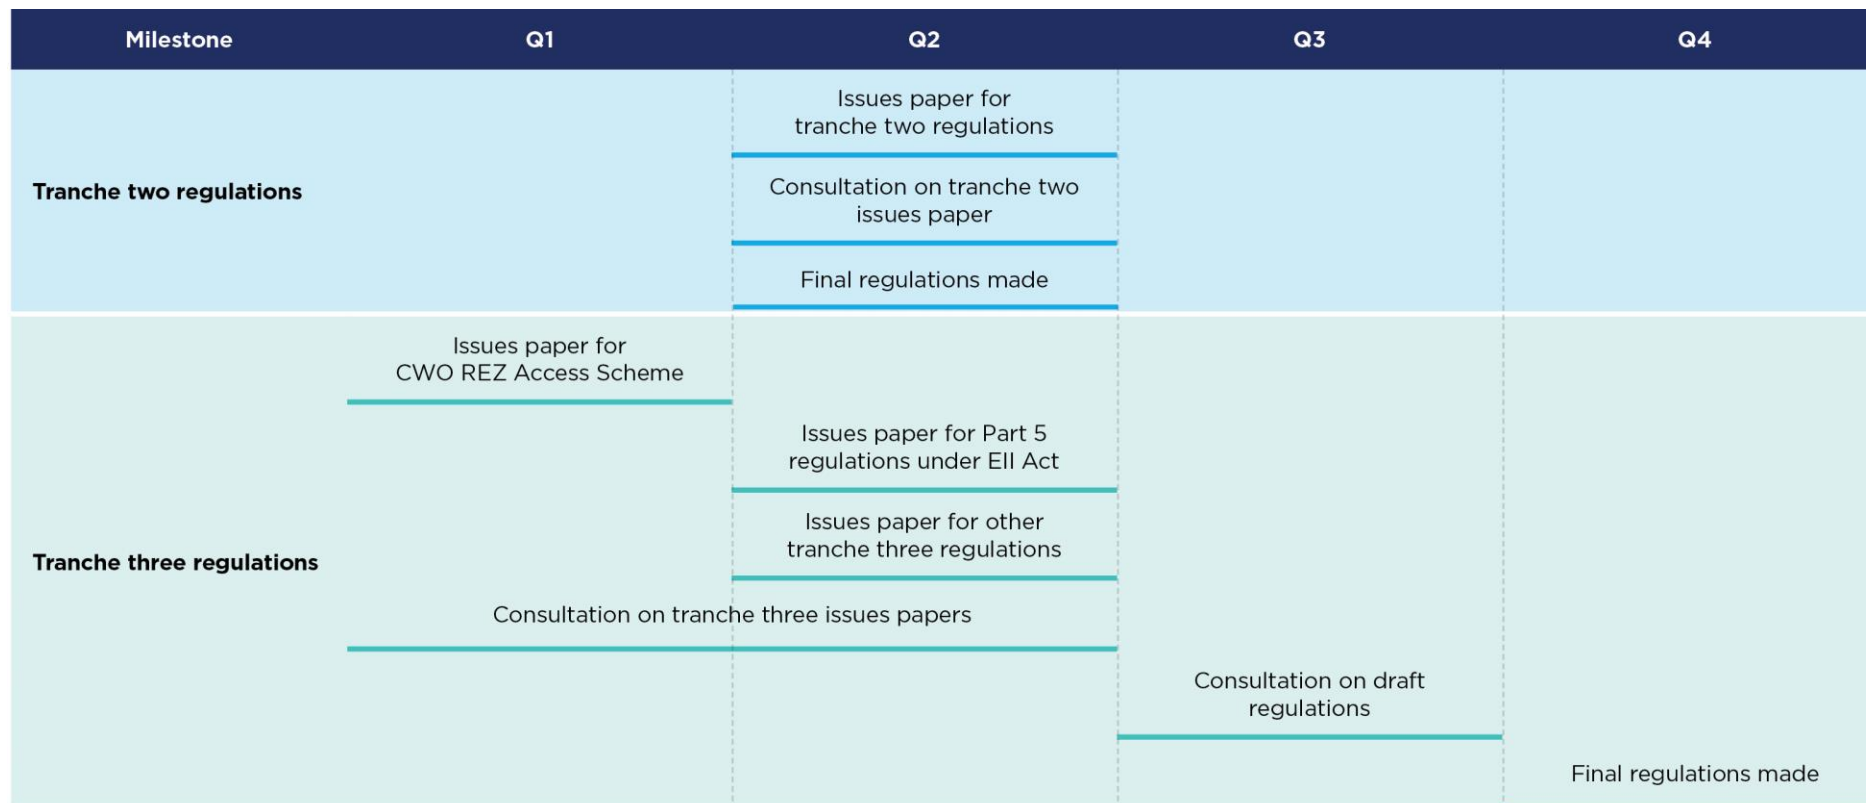 Milestone
Q1
Q2
Q3
Q4
Tranche two regulations
Issues paper for
tranche two regulations
Consultation on tranche two
issues paper
Final regulations made
Tranche three regulations
Issues paper for
CWO REZ Access Scheme
Issues paper for Part 5
regulations under EII Act
Issues paper for other
tranche three regulations
Consultation on tranche three issues papers
Consultation on draft
regulations
Final regulations made